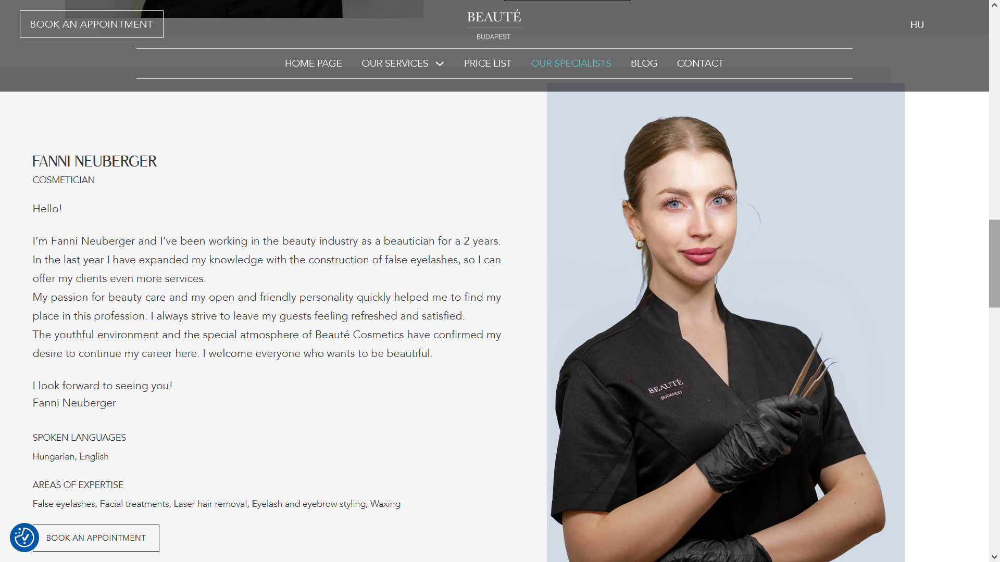 BOOK AN APPOINTMENT
BEAUTÉ
BUDAPEST
HU
HOME PAGE
OUR SERVICES
PRICE LIST
OUR SPECIALISTS
BLOG
CONTACT
FANNI NEUBERGER
COSMETICIAN
Hello!
I’m Fanni Neuberger and I’ve been working in the beauty industry as a beautician for a 2 years.
In the last year I have expanded my knowledge with the construction of false eyelashes, so I can
offer my clients even more services.
My passion for beauty care and my open and friendly personality quickly helped me to find my
place in this profession. I always strive to leave my guests feeling refreshed and satisfied.
The youthful environment and the special atmosphere of Beauté Cosmetics have confirmed my
desire to continue my career here. I welcome everyone who wants to be beautiful.
I look forward to seeing you!
Fanni Neuberger
SPOKEN LANGUAGES
Hungarian, English
AREAS OF EXPERTISE
False eyelashes, Facial treatments, Laser hair removal, Eyelash and eyebrow styling, Waxing
BOOK AN APPOINTMENT
BEAUTÉ
BUDAPEST